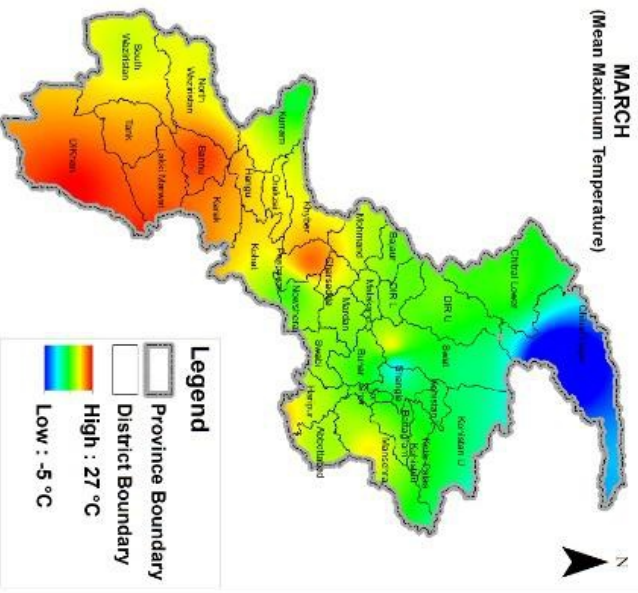 MARCH
(Mean Maximum Temperature)
N
Chitral Lower
DIR U
Swat
Kohistan U
Bajaur
DIR L
Shangla
Kohistan L
Mohmand
Malakand
Buner
Mansehra
Charsadda
Mardan
Khyber
Nowshera
Swabi
Haripur
Abbottabad
Kurram
Orakzai
Hangu
Kohat
North
Waziristan
Bannu
Karak
South
Waziristan
Lakki Marwat
Tank
DI Khan
Legend
Province Boundary
District Boundary
High : 27 °C
Low : -5 °C